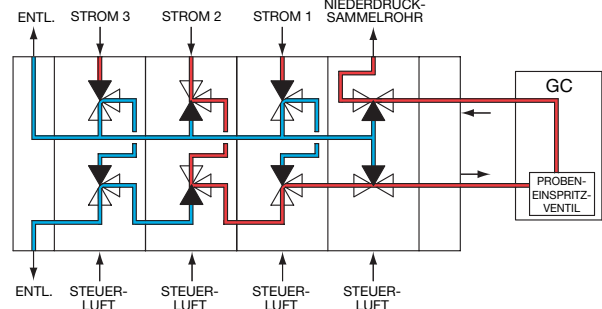 NIEDERDRUCK-
SAMMELROHR
ENTL.
STROM 3
STROM 2
STROM 1
GC
PROBEN-
EINSPRITZ-
VENTIL
ENTL.
STEUER-
LUFT
STEUER-
LUFT
STEUER-
LUFT
STEUER-
LUFT